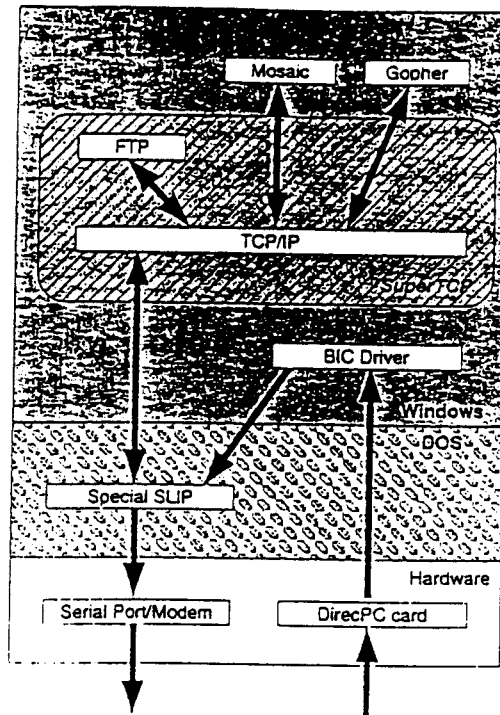 Mosaic Gopher
FTP
TCP/IP
SuperTCP
BIC Driver
Windows
DOS
Special SLIP
Hardware
Serial Port/Modem DirecPC card